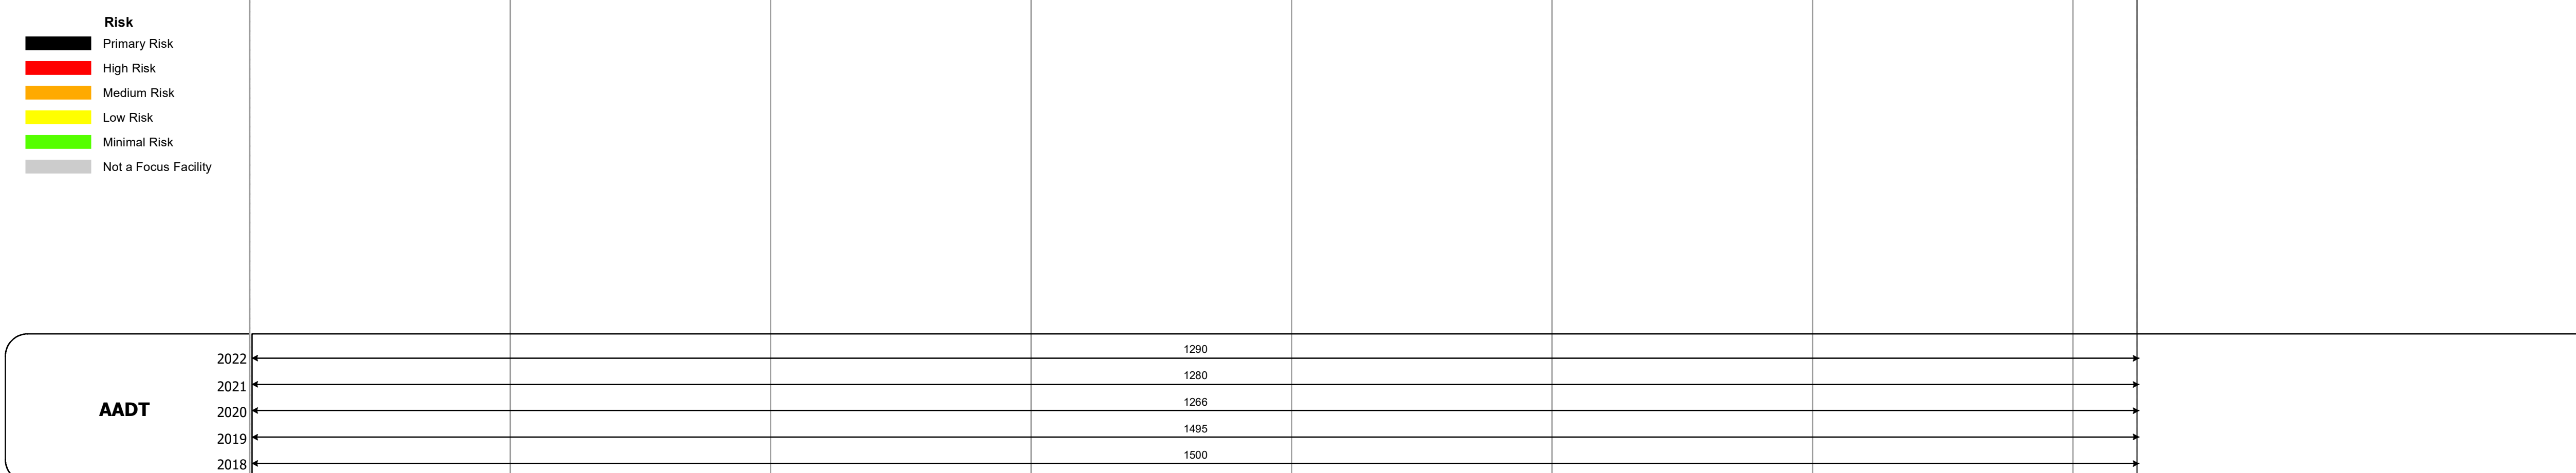 Risk
Primary Risk
High Risk
Medium Risk
Low Risk
Minimal Risk
Not a Focus Facility
AADT
2022 1290
2021 1280
2020 1266
2019 1495
2018 1500